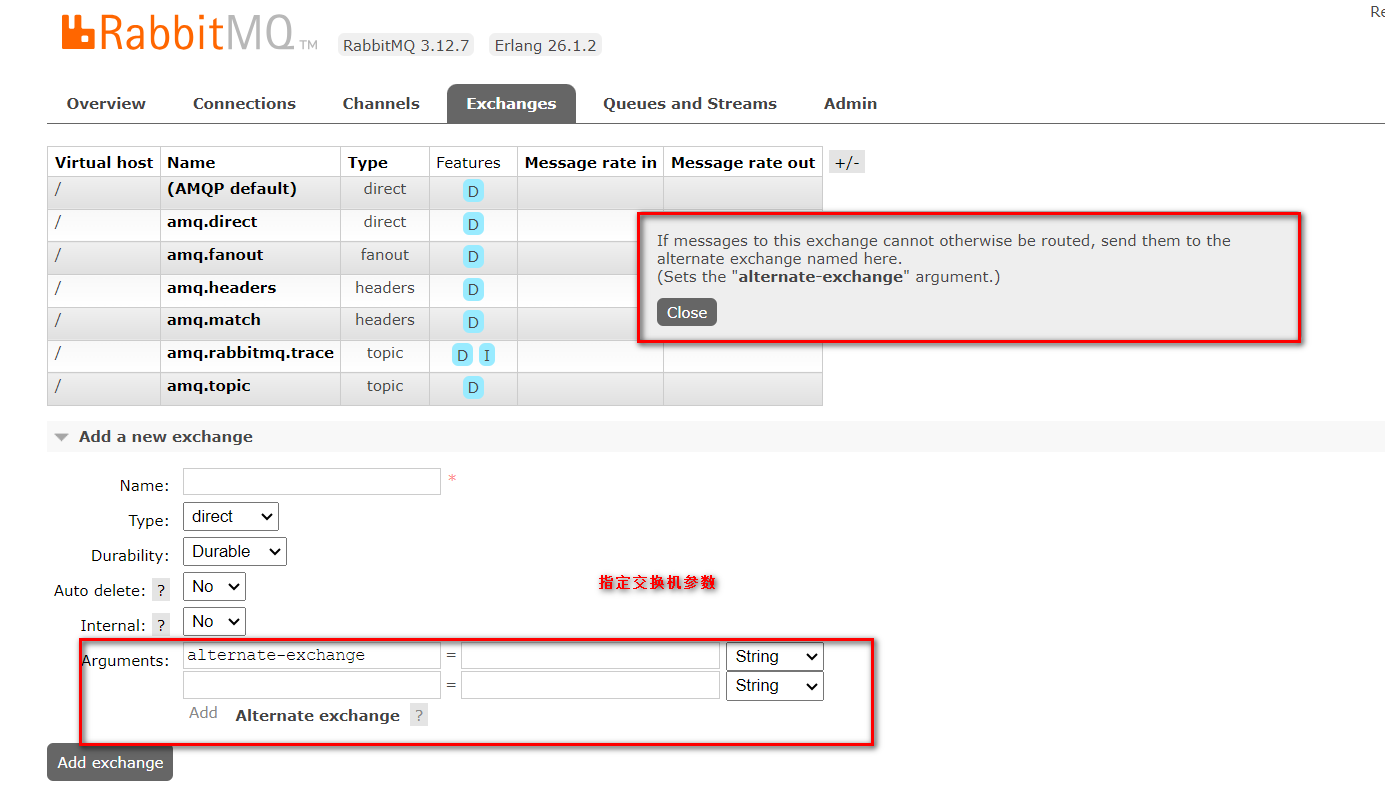 Re
RabbitMQ TM RabbitMQ 3.12.7 Erlang 26.1.2
Overview Connections Channels Exchanges Queues and Streams Admin
Virtual host Name Type Features Message rate in Message rate out +/-
/ (AMQP default) direct D
/ amq.direct direct D
/ amq.fanout fanout D
/ amq.headers headers D
/ amq.match headers D
/ amq.rabbitmq.trace topic D I
/ amq.topic topic D
If messages to this exchange cannot otherwise be routed, send them to the
alternate exchange named here.
(Sets the "alternate-exchange" argument.)
Close
Add a new exchange
Name: *
Type: direct
Durability: Durable
Auto delete: ? No
指定交换机参数
Internal: ? No
Arguments: alternate-exchange = String
= String
Add Alternate exchange ?
Add exchange